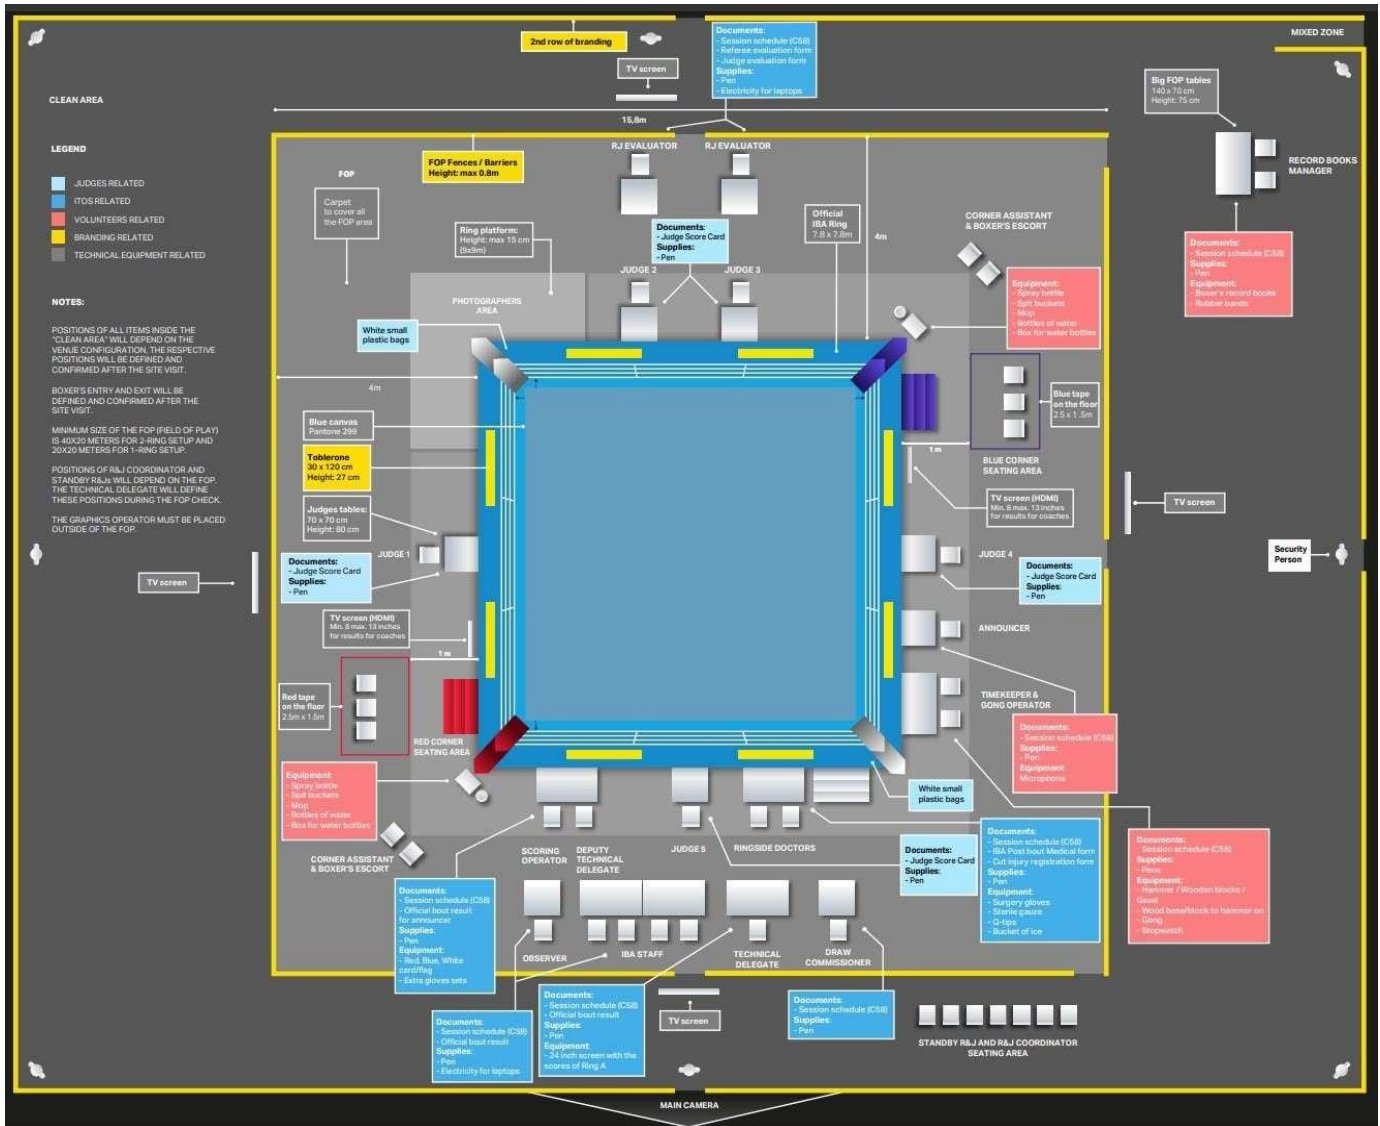 MIXED ZONE
2nd row of branding
TV screen
Documents:
- Session schedule (C58)
- Referee evaluation form
- Judge evaluation form
Supplies:
- Pen
- Electricity for laptops
CLEAN AREA
15,8m
Big FOP tables
140 x 70 cm
Height: 75 cm
LEGEND
JUDGES RELATED
ITOS RELATED
VOLUNTEERS RELATED
BRANDING RELATED
TECHNICAL EQUIPMENT RELATED
NOTES:
POSITIONS OF ALL ITEMS INSIDE THE
"CLEAN AREA" WILL DEPEND ON THE
VENUE CONFIGURATION, THE RESPECTIVE
POSITIONS WILL BE DEFINED AND
CONFIRMED AFTER THE SITE VISIT.
BOXER'S ENTRY AND EXIT WILL BE
DEFINED AND CONFIRMED AFTER THE
SITE VISIT.
MINIMUM SIZE OF THE FOP (FIELD OF PLAY)
IS 40X20 METERS FOR 2-RING SETUP AND
20X20 METERS FOR 1-RING SETUP.
POSITIONS OF R&J COORDINATOR AND
STANDBY R&Js WILL DEPEND ON THE FOP.
THE TECHNICAL DELEGATE WILL DEFINE
THESE POSITIONS DURING THE FOP CHECK.
THE GRAPHICS OPERATOR MUST BE PLACED
OUTSIDE OF THE FOP.
FOP
Carpet
to cover all
the FOP area
FOP Fences / Barriers
Height: max 0.8m
RJ EVALUATOR
RJ EVALUATOR
RECORD BOOKS
MANAGER
Ring platform:
Height: max 15 cm
(9x9m)
Documents:
- Judge Score Card
Supplies:
- Pen
Official
IBA Ring
7.8 x 7.8m
4m
CORNER ASSISTANT
& BOXER'S ESCORT
Documents:
- Session schedule (C58)
Supplies:
- Pen
Equipment:
- Boxer's record books
- Rubber bands
JUDGE 2
JUDGE 3
Equipment:
- Spray bottle
- Spit buckets
- Mop
- Bottles of water
- Box for water bottles
PHOTOGRAPHERS
AREA
White small
plastic bags
4m
Blue tape
on the floor
2.5 x 1 .5m
Blue canvas
Pantone 299
1 m
BLUE CORNER
SEATING AREA
Toblerone
30 x 120 cm
Height: 27 cm
TV screen (HDMI)
Min. 8 max. 13 inches
for results for coaches
TV screen
Judges tables:
70 x 70 cm
Height: 80 cm
JUDGE 1
JUDGE 4
Security
Person
Documents:
- Judge Score Card
Supplies:
- Pen
Documents:
- Judge Score Card
Supplies:
- Pen
TV screen
TV screen (HDMI)
Min. 8 max. 13 inches
for results for coaches
ANNOUNCER
1 m
Red tape
on the floor
2.5m x 1.5m
TIMEKEEPER &
GONG OPERATOR
RED CORNER
SEATING AREA
Documents:
- Session schedule (C58)
Supplies:
- Pen
Equipment:
Microphone
Equipment:
- Spray bottle
- Spit buckets
- Mop
- Bottles of water
- Box for water bottles
White small
plastic bags
CORNER ASSISTANT
& BOXER'S ESCORT
SCORING
OPERATOR
DEPUTY
TECHNICAL
DELEGATE
JUDGE 5
RINGSIDE DOCTORS
Documents:
- Judge Score Card
Supplies:
- Pen
Documents:
- Session schedule (C58)
- IBA Post bout Medical form
- Cut injury registration form
Supplies:
- Pen
Equipment:
- Surgery gloves
- Sterile gauze
- Q-tips
- Bucket of ice
Documents:
- Session schedule (C58)
Supplies:
- Pens
Equipment:
- Hammer / Wooden blocks /
Gavel
- Wood base/block to hammer on
- Gong
- Stopwatch
Documents:
- Session schedule (C58)
- Official bout result
for announcer
Supplies:
- Pen
Equipment:
- Red, Blue, White
card/flag
- Extra gloves sets
OBSERVER
IBA STAFF
TECHNICAL
DELEGATE
DRAW
COMMISSIONER
Documents:
- Session schedule (C58)
- Official bout result
Supplies:
- Pen
- Electricity for laptops
Documents:
- Session schedule (C58)
- Official bout result
Supplies:
- Pen
Equipment:
- 24 inch screen with the
scores of Ring A
TV screen
Documents:
- Session schedule (C58)
Supplies:
- Pen
STANDBY R&J AND R&J COORDINATOR
SEATING AREA
MAIN CAMERA